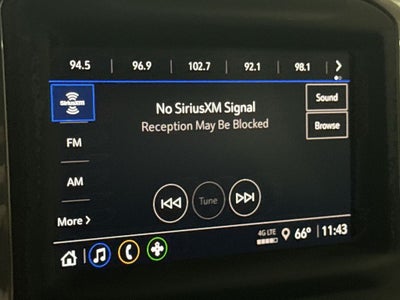 94.5 96.9 102.7 92.1 98.1
SiriusXM
No SiriusXM Signal
Reception May Be Blocked
Sound
Browse
FM
AM
Tune
More
4G LTE
66° 11:43